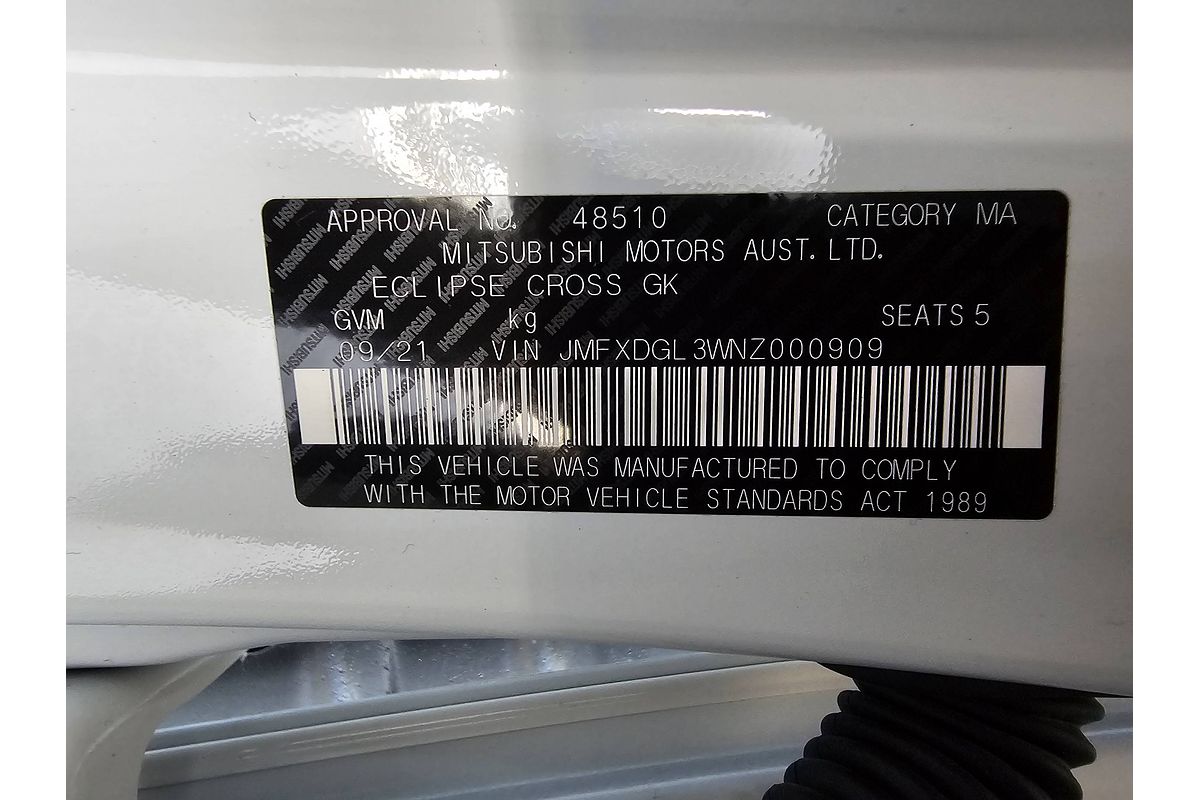 APPROVAL NO. 48510 CATEGORY MA
MITSUBISHI MOTORS AUST. LTD.
ECLIPSE CROSS GK
GVM kg SEATS 5
09/21 VIN JMFXDGL3WNZ000909
THIS VEHICLE WAS MANUFACTURED TO COMPLY
WITH THE MOTOR VEHICLE STANDARDS ACT 1989